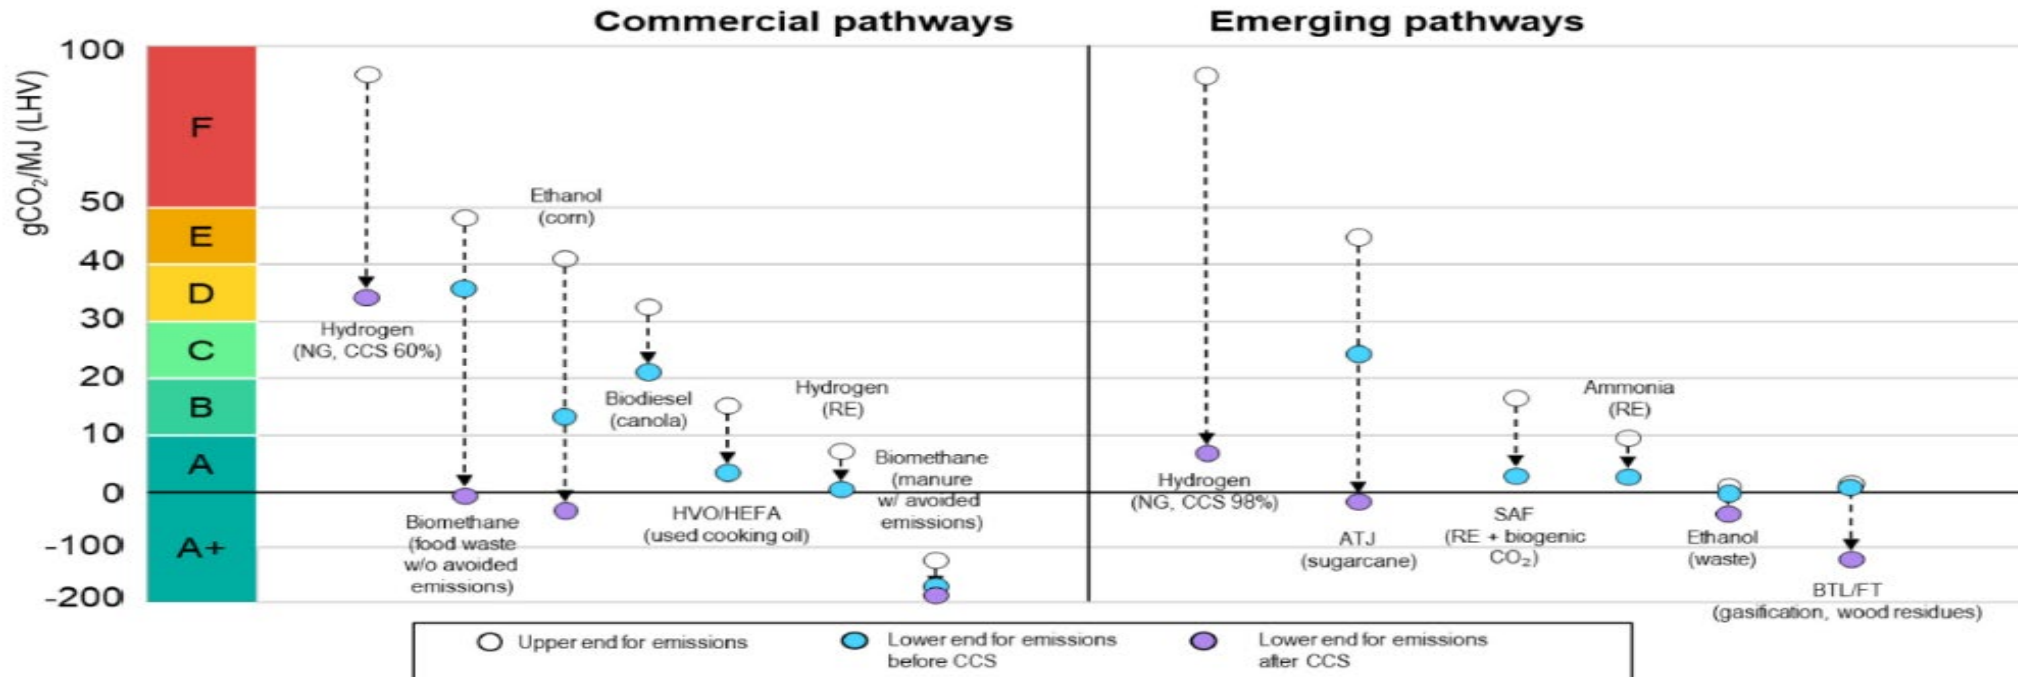 Commercial pathways
Emerging pathways
gCO₂/MJ (LHV)
100
50
40
30
20
10
0
-100
-200
F
E
D
C
B
A
A+
Hydrogen
(NG, CCS 60%)
Biomethane
(food waste
w/o avoided
emissions)
Ethanol
(corn)
Biodiesel
(canola)
HVO/HEFA
(used cooking oil)
Hydrogen
(RE)
Biomethane
(manure
w/ avoided
emissions)
Hydrogen
(NG, CCS 98%)
ATJ
(sugarcane)
SAF
(RE + biogenic
CO₂)
Ammonia
(RE)
Ethanol
(waste)
BTL/FT
(gasification, wood residues)
Upper end for emissions
Lower end for emissions
before CCS
Lower end for emissions
after CCS